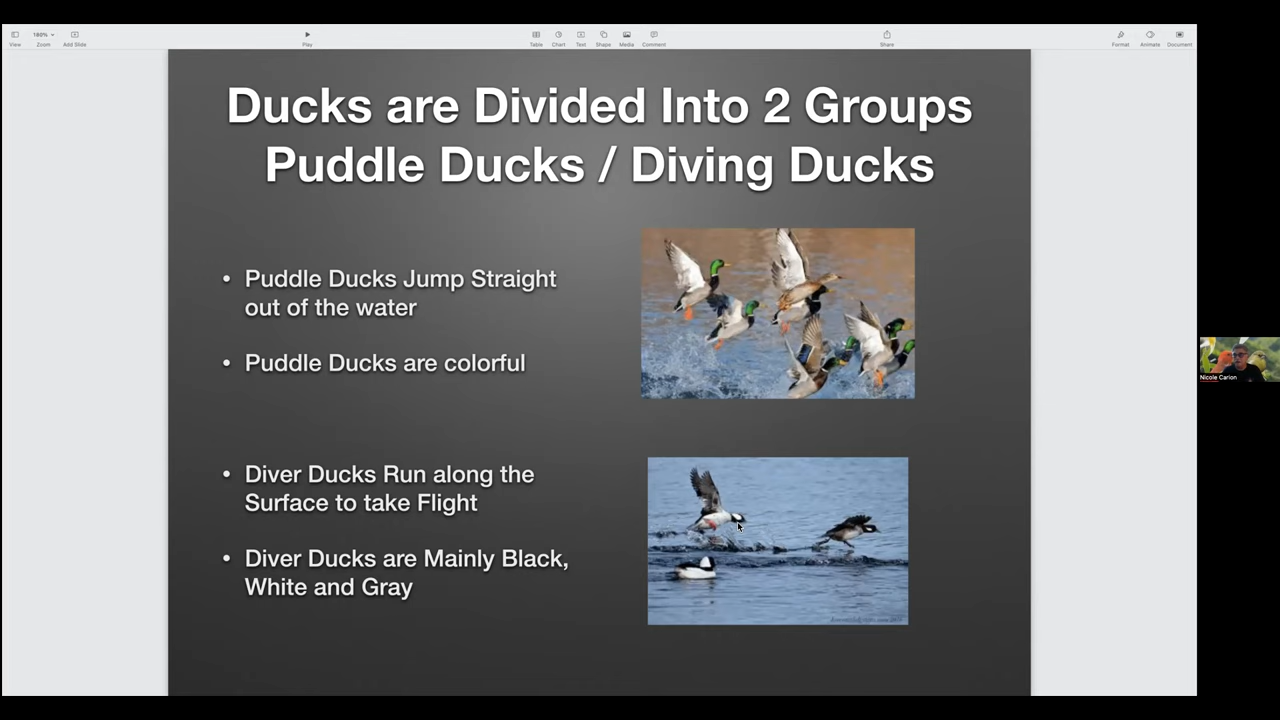 180%
View
Zoom
Add Slide
Play
Table
Chart
Text
Shape
Media
Comment
Share
Format
Animate
Document
Ducks are Divided Into 2 Groups
Puddle Ducks / Diving Ducks
• Puddle Ducks Jump Straight
out of the water
• Puddle Ducks are colorful
• Diver Ducks Run along the
Surface to take Flight
• Diver Ducks are Mainly Black,
White and Gray
Nicole Carion